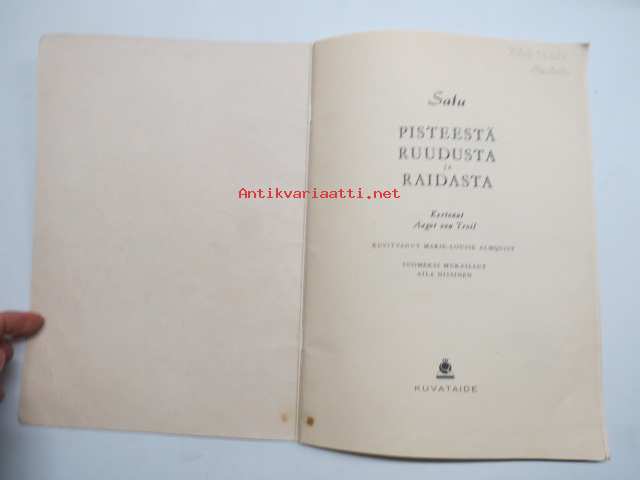 Satu
PISTEESTÄ
RUUDUSTA
ja
RAIDASTA
Antikvariaatti.net
Kertonut
Aagot von Troil
KUVITTANUT MARIE-LOUISE ALMQVIST
SUOMEKSI MUKAILLUT
AILA NISSINEN
KUVATAIDE